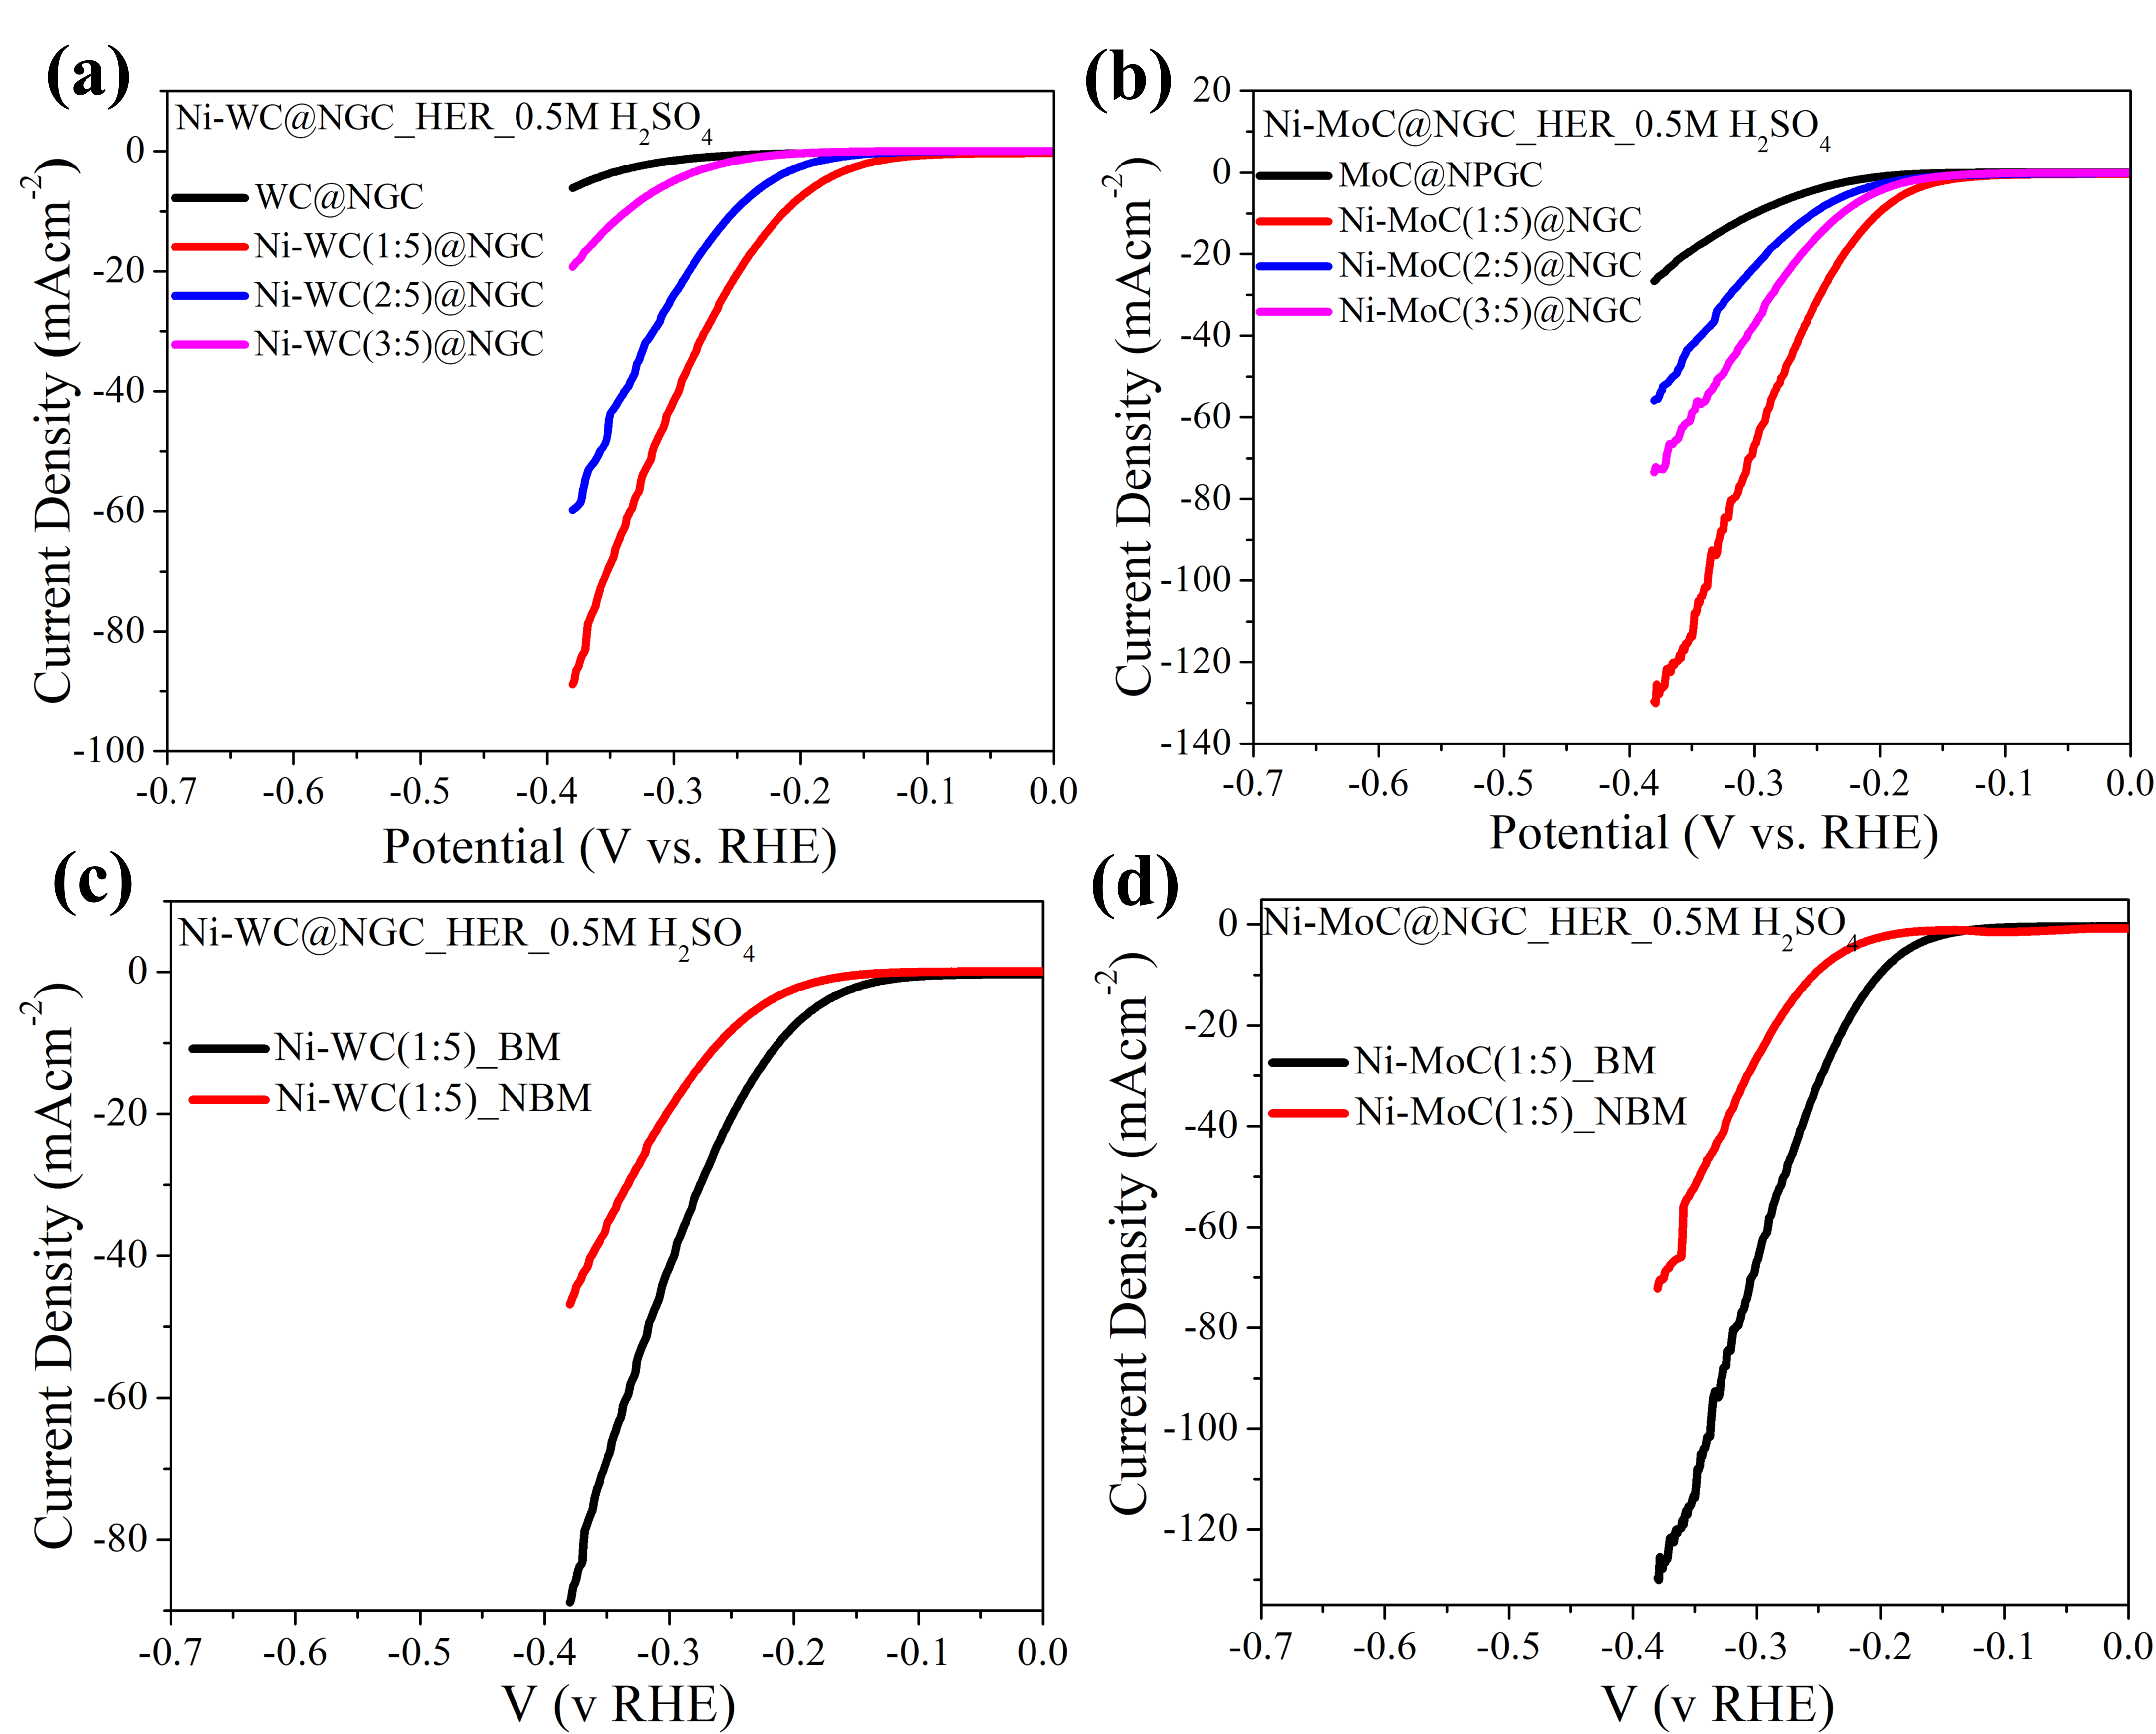 (a)
Ni-WC@NGC_HER_0.5M H2SO4
WC@NGC
Ni-WC(1:5)@NGC
Ni-WC(2:5)@NGC
Ni-WC(3:5)@NGC
0
-20
-40
-60
-80
-100
Current Density (mAcm-2)
-0.7 -0.6 -0.5 -0.4 -0.3 -0.2 -0.1 0.0
Potential (V vs. RHE)
(b)
Ni-MoC@NGC_HER_0.5M H2SO4
MoC@NPGC
Ni-MoC(1:5)@NGC
Ni-MoC(2:5)@NGC
Ni-MoC(3:5)@NGC
20
0
-20
-40
-60
-80
-100
-120
-140
Current Density (mAcm-2)
-0.7 -0.6 -0.5 -0.4 -0.3 -0.2 -0.1 0.0
Potential (V vs. RHE)
(c)
Ni-WC@NGC_HER_0.5M H2SO4
Ni-WC(1:5)_BM
Ni-WC(1:5)_NBM
0
-20
-40
-60
-80
Current Density (mAcm-2)
-0.7 -0.6 -0.5 -0.4 -0.3 -0.2 -0.1 0.0
V (v RHE)
(d)
Ni-MoC@NGC_HER_0.5M H2SO4
Ni-MoC(1:5)_BM
Ni-MoC(1:5)_NBM
0
-20
-40
-60
-80
-100
-120
Current Density (mAcm-2)
-0.7 -0.6 -0.5 -0.4 -0.3 -0.2 -0.1 0.0
V (v RHE)